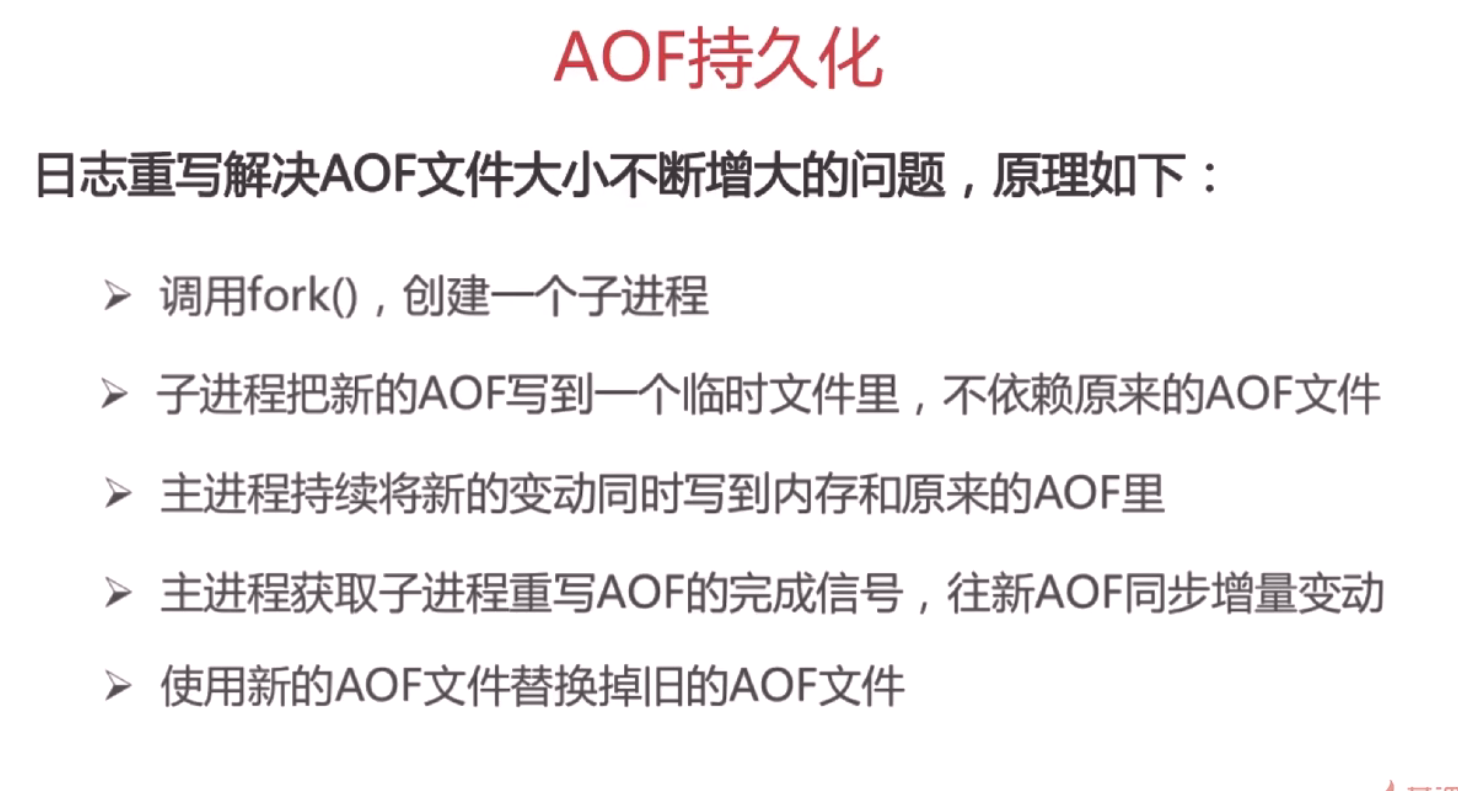 AOF持久化
日志重写解决AOF文件大小不断增大的问题，原理如下：
调用fork()，创建一个子进程
子进程把新的AOF写到一个临时文件里，不依赖原来的AOF文件
主进程持续将新的变动同时写到内存和原来的AOF里
主进程获取子进程重写AOF的完成信号，往新AOF同步增量变动
使用新的AOF文件替换掉旧的AOF文件